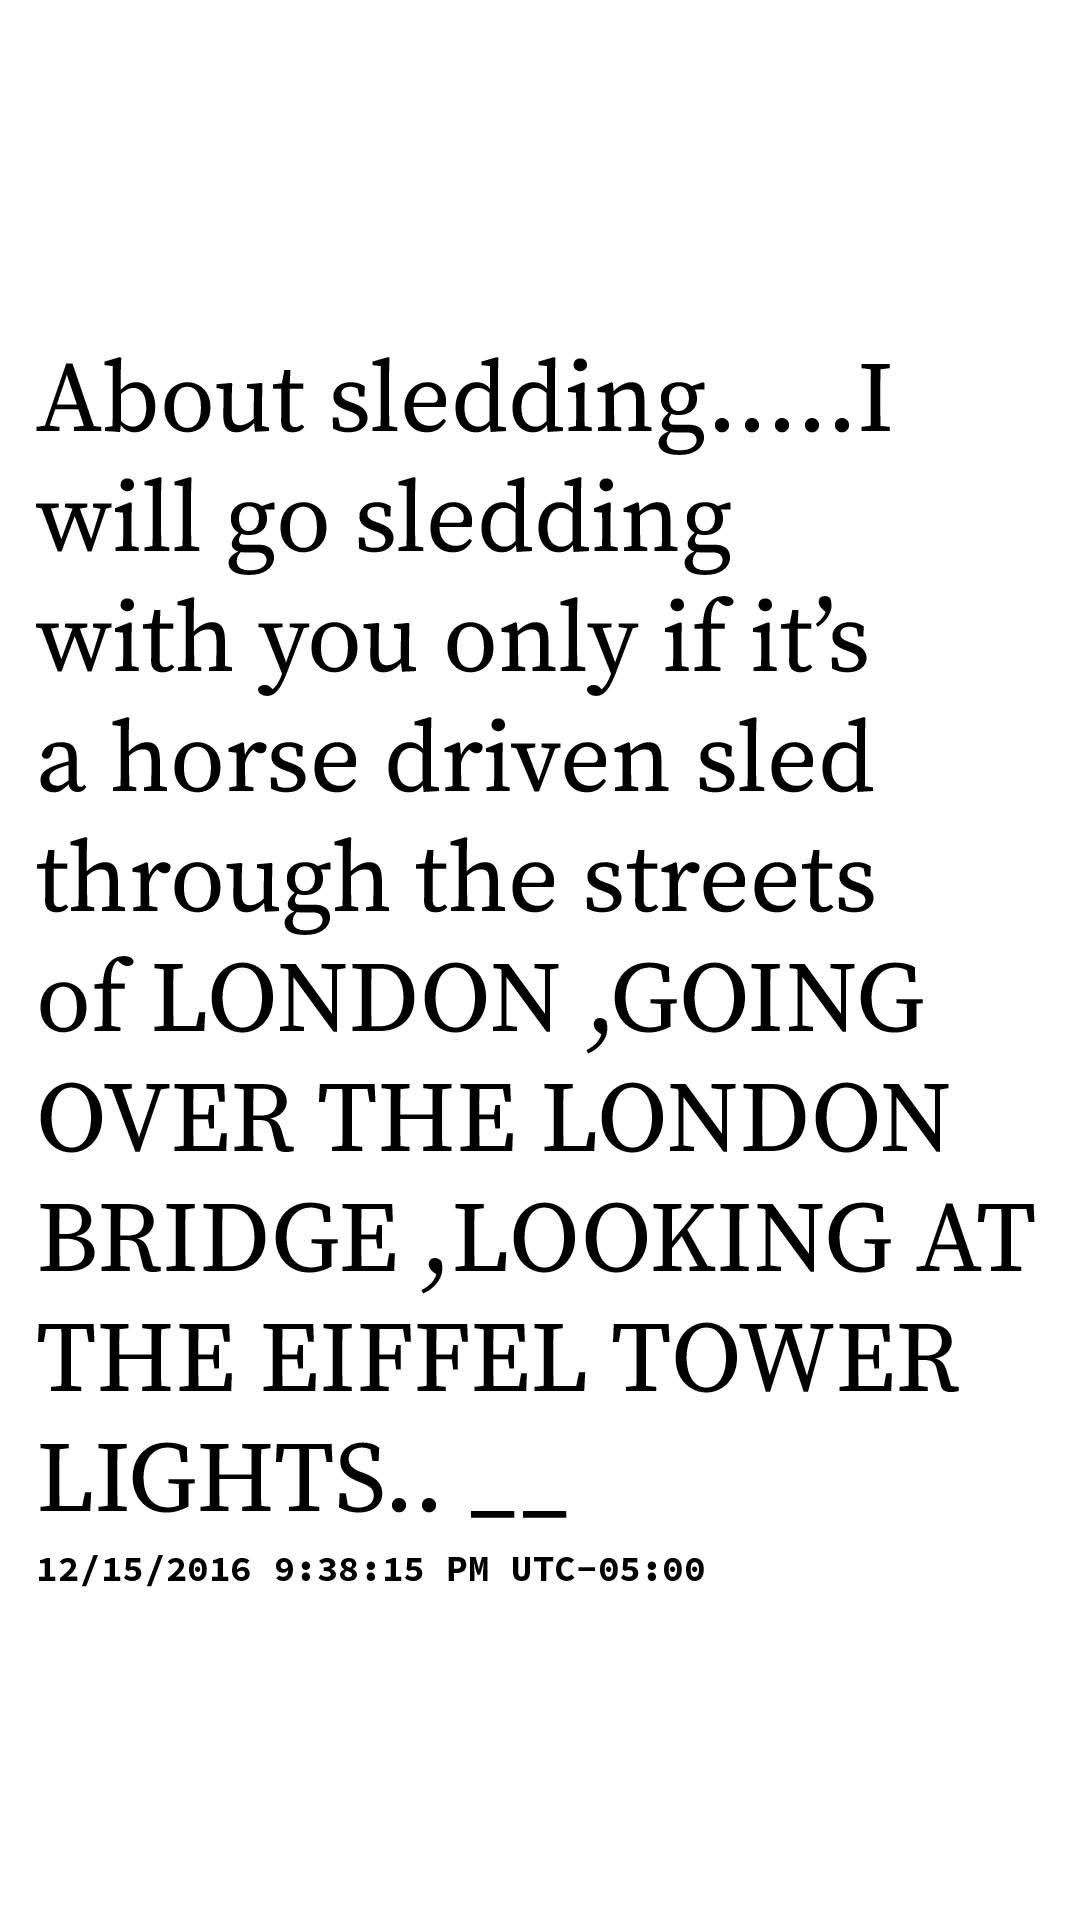 About sledding.....I
will go sledding
with you only if it’s
a horse driven sled
through the streets
of LONDON ,GOING
OVER THE LONDON
BRIDGE ,LOOKING AT
THE EIFFEL TOWER
LIGHTS.. __
12/15/2016 9:38:15 PM UTC−05:00